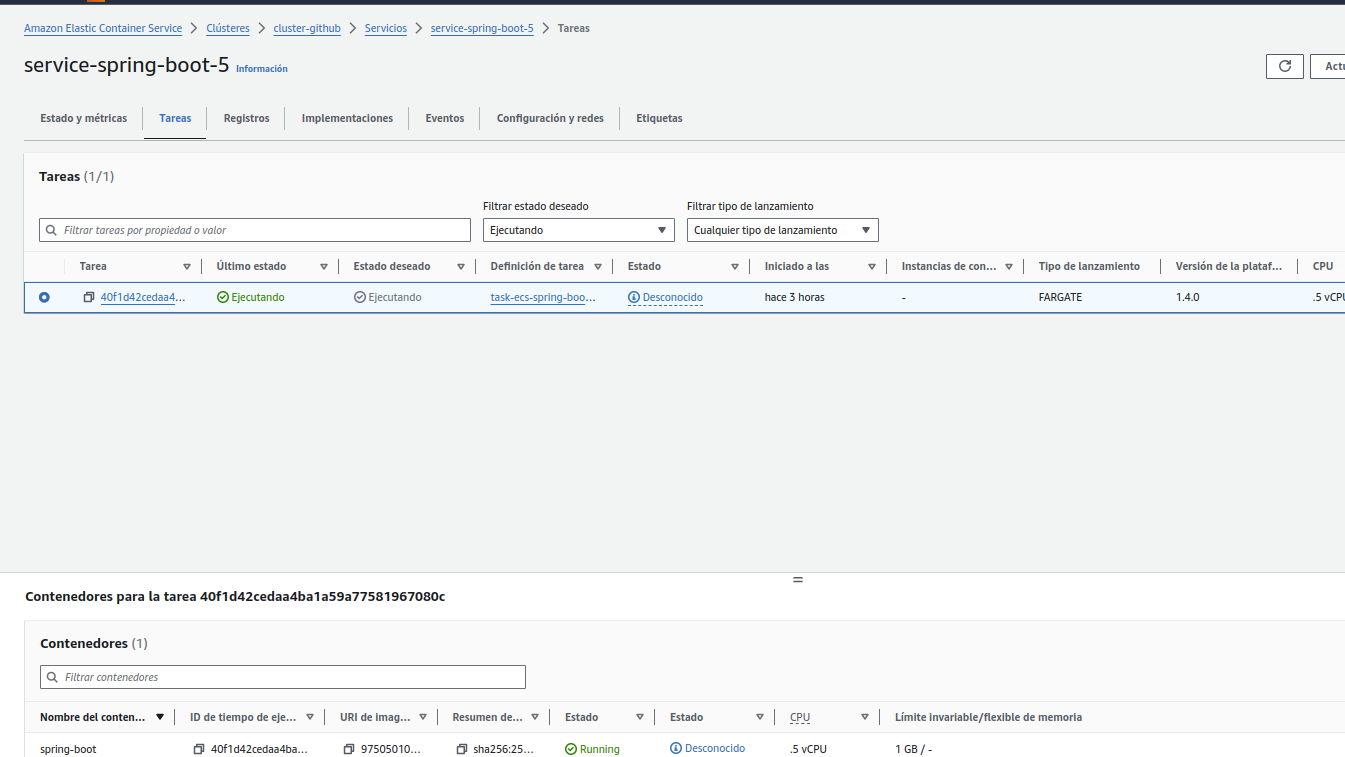 Amazon Elastic Container Service > Clústeres > cluster-github > Servicios > service-spring-boot-5 > Tareas
service-spring-boot-5 Información
Actu
Estado y métricas Tareas Registros Implementaciones Eventos Configuración y redes Etiquetas
Tareas (1/1)
Filtrar estado deseado Filtrar tipo de lanzamiento
Filtrar tareas por propiedad o valor Ejecutando Cualquier tipo de lanzamiento
Tarea Último estado Estado deseado Definición de tarea Estado Iniciado a las Instancias de con... Tipo de lanzamiento Versión de la plataf... CPU
40f1d42cedaa4... Ejecutando Ejecutando task-ecs-spring-boo... Desconocido hace 3 horas - FARGATE 1.4.0 .5 vCPU
Contenedores para la tarea 40f1d42cedaa4ba1a59a77581967080c
Contenedores (1)
Filtrar contenedores
Nombre del conten... ID de tiempo de eje... URI de imag... Resumen de... Estado Estado CPU Límite invariable/flexible de memoria
spring-boot 40f1d42cedaa4ba... 97505010... sha256:25... Running Desconocido .5 vCPU 1 GB / -